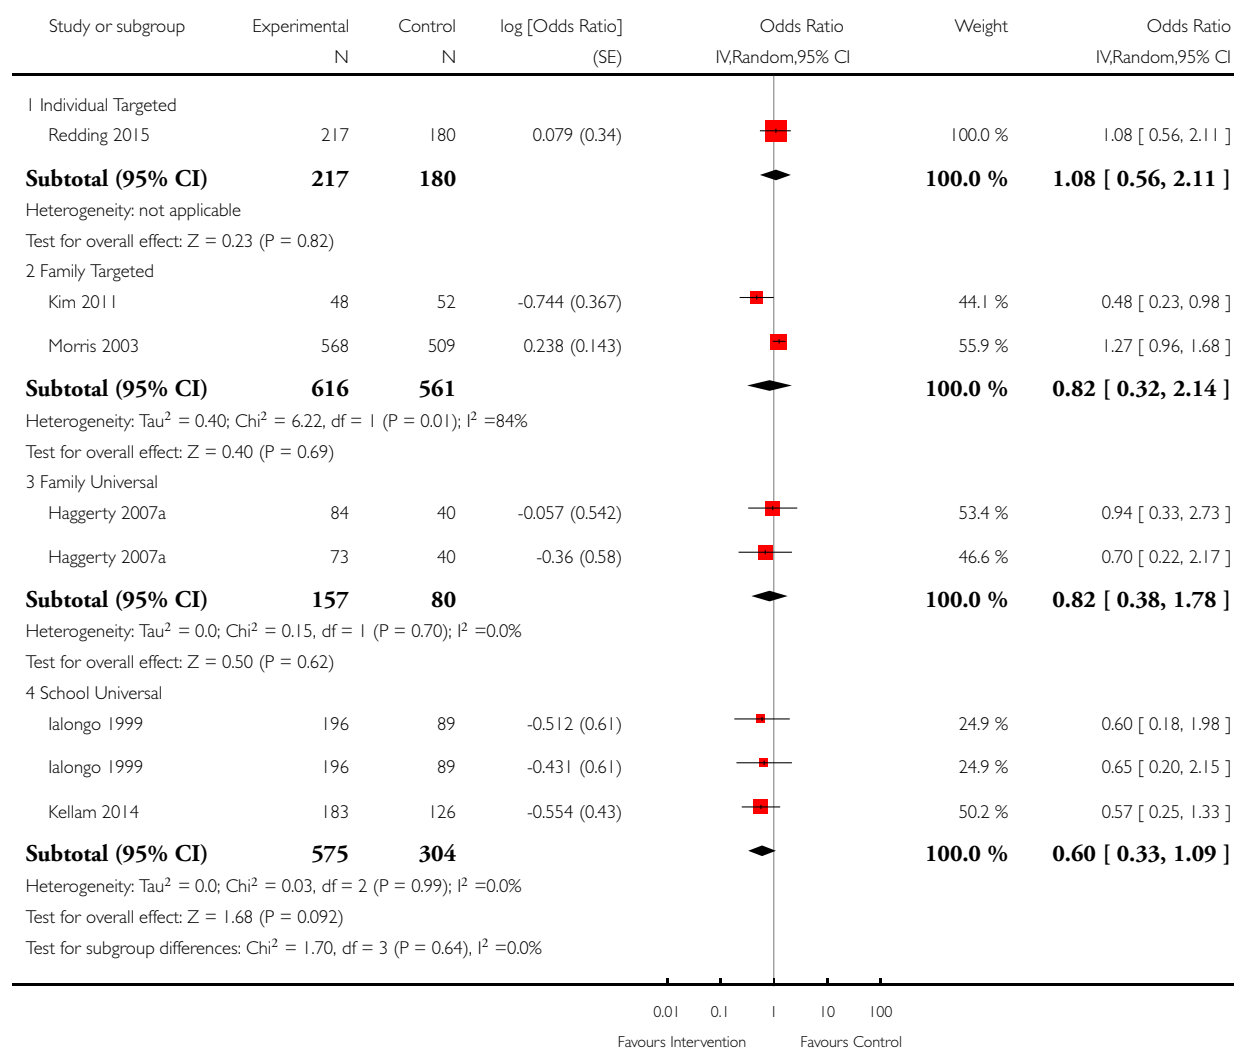 Study or subgroup Experimental Control log [Odds Ratio] Odds Ratio Weight Odds Ratio
N N (SE) IV,Random,95% CI IV,Random,95% CI
1 Individual Targeted
Redding 2015 217 180 0.079 (0.34) 100.0 % 1.08 [ 0.56, 2.11 ]
Subtotal (95% CI) 217 180 100.0 % 1.08 [ 0.56, 2.11 ]
Heterogeneity: not applicable
Test for overall effect: Z = 0.23 (P = 0.82)
2 Family Targeted
Kim 2011 48 52 -0.744 (0.367) 44.1 % 0.48 [ 0.23, 0.98 ]
Morris 2003 568 509 0.238 (0.143) 55.9 % 1.27 [ 0.96, 1.68 ]
Subtotal (95% CI) 616 561 100.0 % 0.82 [ 0.32, 2.14 ]
Heterogeneity: Tau² = 0.40; Chi² = 6.22, df = 1 (P = 0.01); I² =84%
Test for overall effect: Z = 0.40 (P = 0.69)
3 Family Universal
Haggerty 2007a 84 40 -0.057 (0.542) 53.4 % 0.94 [ 0.33, 2.73 ]
Haggerty 2007a 73 40 -0.36 (0.58) 46.6 % 0.70 [ 0.22, 2.17 ]
Subtotal (95% CI) 157 80 100.0 % 0.82 [ 0.38, 1.78 ]
Heterogeneity: Tau² = 0.0; Chi² = 0.15, df = 1 (P = 0.70); I² =0.0%
Test for overall effect: Z = 0.50 (P = 0.62)
4 School Universal
Ialongo 1999 196 89 -0.512 (0.61) 24.9 % 0.60 [ 0.18, 1.98 ]
Ialongo 1999 196 89 -0.431 (0.61) 24.9 % 0.65 [ 0.20, 2.15 ]
Kellam 2014 183 126 -0.554 (0.43) 50.2 % 0.57 [ 0.25, 1.33 ]
Subtotal (95% CI) 575 304 100.0 % 0.60 [ 0.33, 1.09 ]
Heterogeneity: Tau² = 0.0; Chi² = 0.03, df = 2 (P = 0.99); I² =0.0%
Test for overall effect: Z = 1.68 (P = 0.092)
Test for subgroup differences: Chi² = 1.70, df = 3 (P = 0.64), I² =0.0%
0.01 0.1 1 10 100
Favours Intervention Favours Control